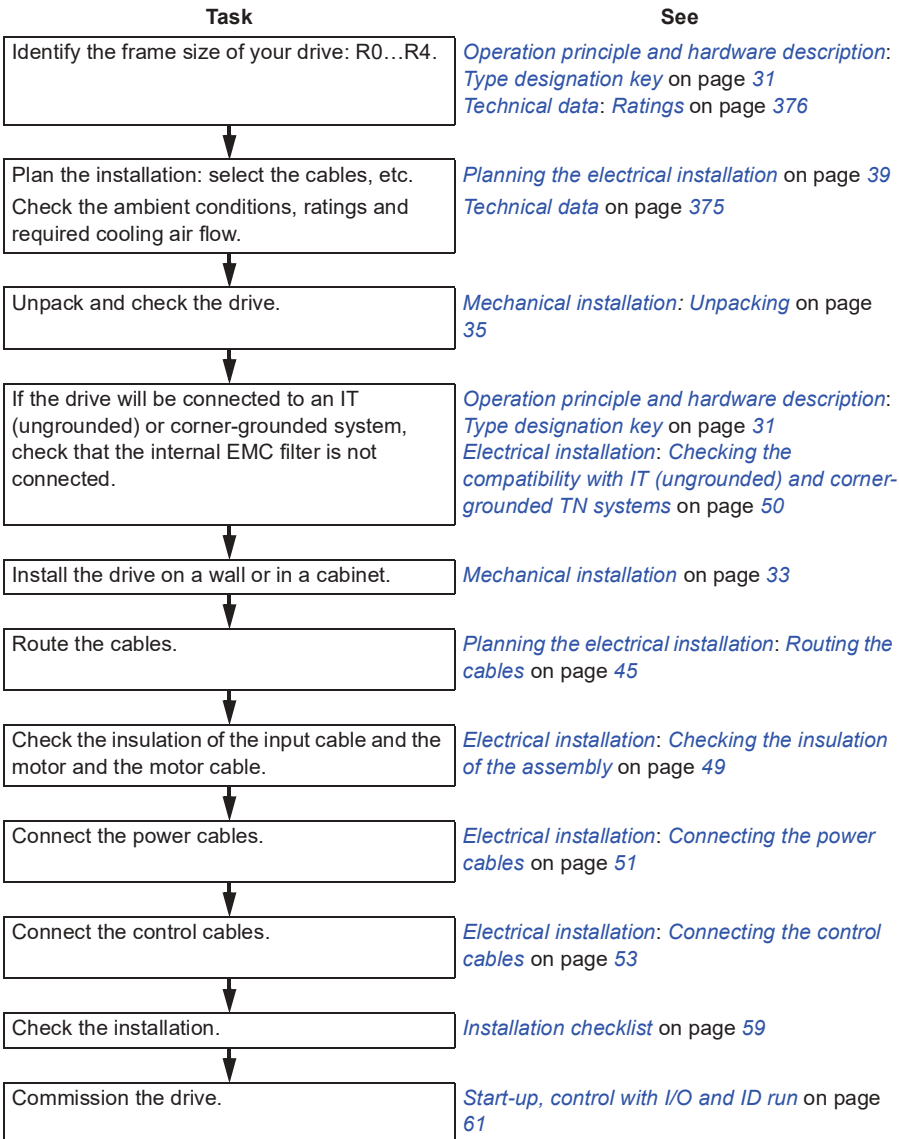 Task
See
Identify the frame size of your drive: R0…R4.
Operation principle and hardware description:
Type designation key on page 31
Technical data: Ratings on page 376
Plan the installation: select the cables, etc.
Check the ambient conditions, ratings and
required cooling air flow.
Planning the electrical installation on page 39
Technical data on page 375
Unpack and check the drive.
Mechanical installation: Unpacking on page
35
If the drive will be connected to an IT
(ungrounded) or corner-grounded system,
check that the internal EMC filter is not
connected.
Operation principle and hardware description:
Type designation key on page 31
Electrical installation: Checking the
compatibility with IT (ungrounded) and corner-
grounded TN systems on page 50
Install the drive on a wall or in a cabinet.
Mechanical installation on page 33
Route the cables.
Planning the electrical installation: Routing the
cables on page 45
Check the insulation of the input cable and the
motor and the motor cable.
Electrical installation: Checking the insulation
of the assembly on page 49
Connect the power cables.
Electrical installation: Connecting the power
cables on page 51
Connect the control cables.
Electrical installation: Connecting the control
cables on page 53
Check the installation.
Installation checklist on page 59
Commission the drive.
Start-up, control with I/O and ID run on page
61